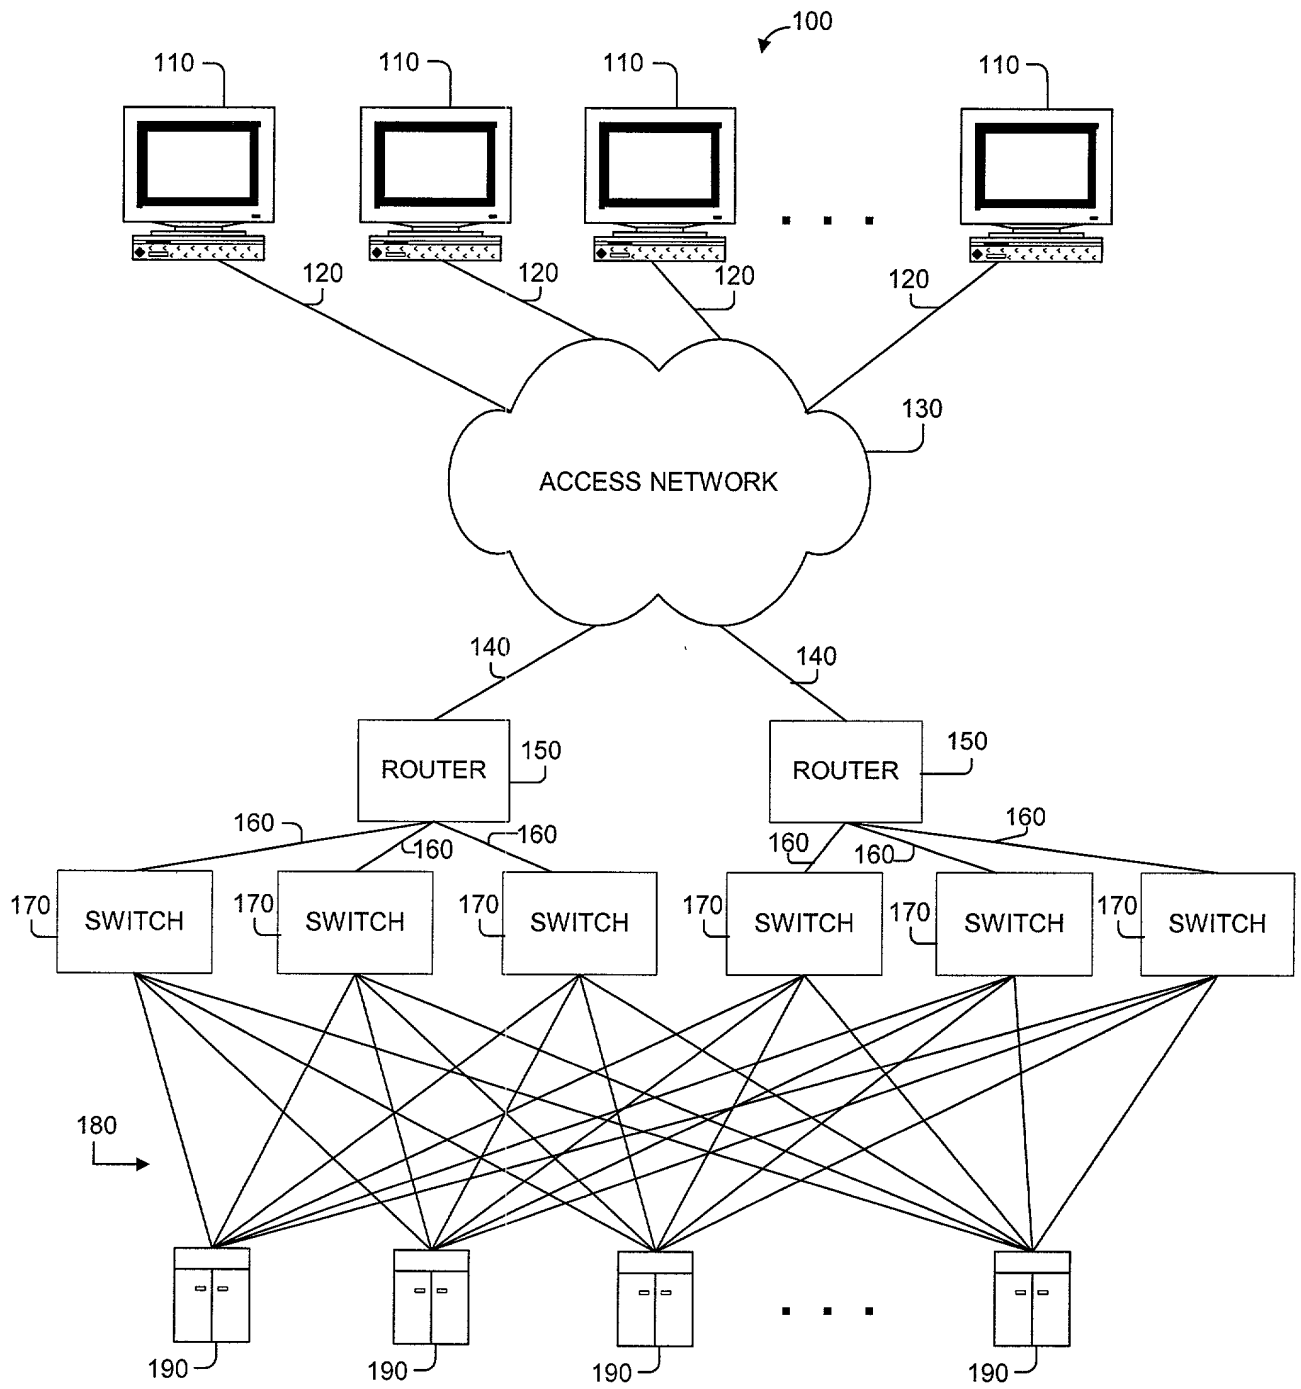 100
110 110 110 110
120 120 120 120
130
ACCESS NETWORK
140 140
ROUTER 150 ROUTER 150
160 160 160 160 160 160
170 SWITCH 170 SWITCH 170 SWITCH 170 SWITCH 170 SWITCH 170 SWITCH
180
190 190 190 190